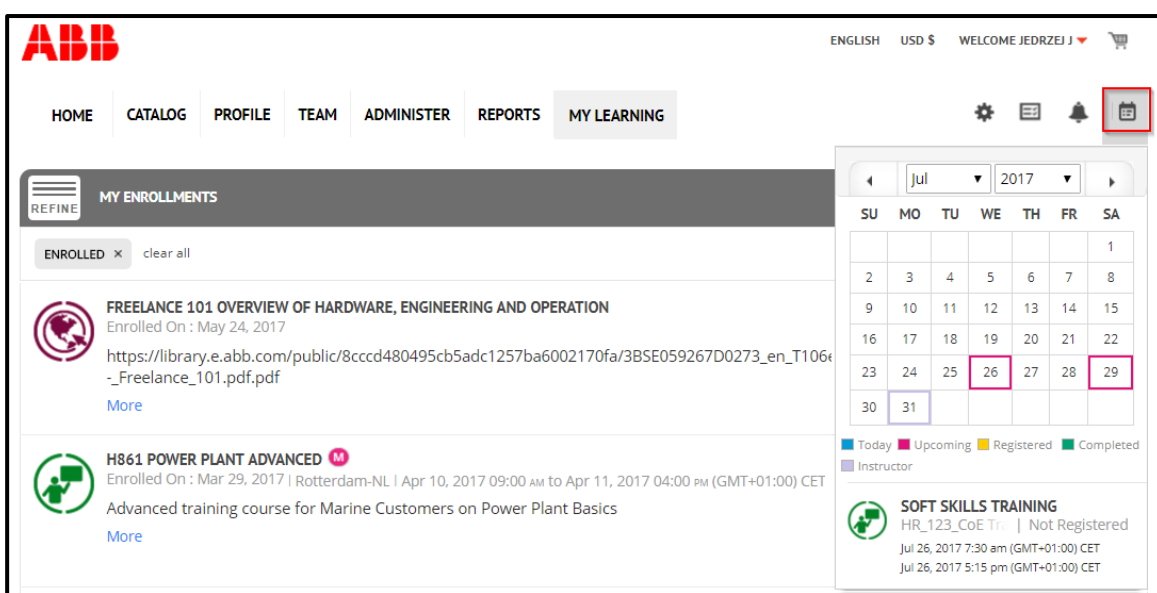 ABB
ENGLISH USD $ WELCOME JEDRZEJ J
HOME CATALOG PROFILE TEAM ADMINISTER REPORTS MY LEARNING
REFINE
MY ENROLLMENTS
ENROLLED × clear all
FREELANCE 101 OVERVIEW OF HARDWARE, ENGINEERING AND OPERATION
Enrolled On : May 24, 2017
https://library.e.abb.com/public/8cccd480495cb5adc1257ba6002170fa/3BSE059267D0273_en_T106
-_Freelance_101.pdf.pdf
More
H861 POWER PLANT ADVANCED M
Enrolled On : Mar 29, 2017 | Rotterdam-NL | Apr 10, 2017 09:00 AM to Apr 11, 2017 04:00 PM (GMT+01:00) CET
Advanced training course for Marine Customers on Power Plant Basics
More
Jul 2017
SU MO TU WE TH FR SA
1
2 3 4 5 6 7 8
9 10 11 12 13 14 15
16 17 18 19 20 21 22
23 24 25 26 27 28 29
30 31
Today Upcoming Registered Completed
Instructor
SOFT SKILLS TRAINING
HR_123_CoE Tra | Not Registered
Jul 26, 2017 7:30 am (GMT+01:00) CET
Jul 26, 2017 5:15 pm (GMT+01:00) CET